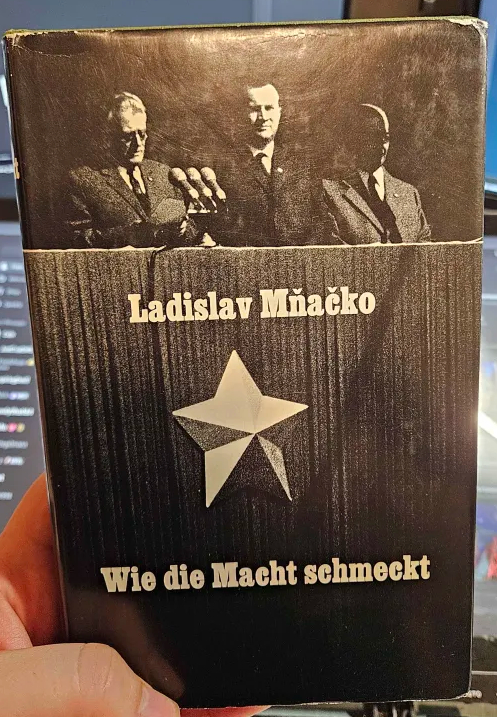 Ladislav Mňačko
Wie die Macht schmeckt